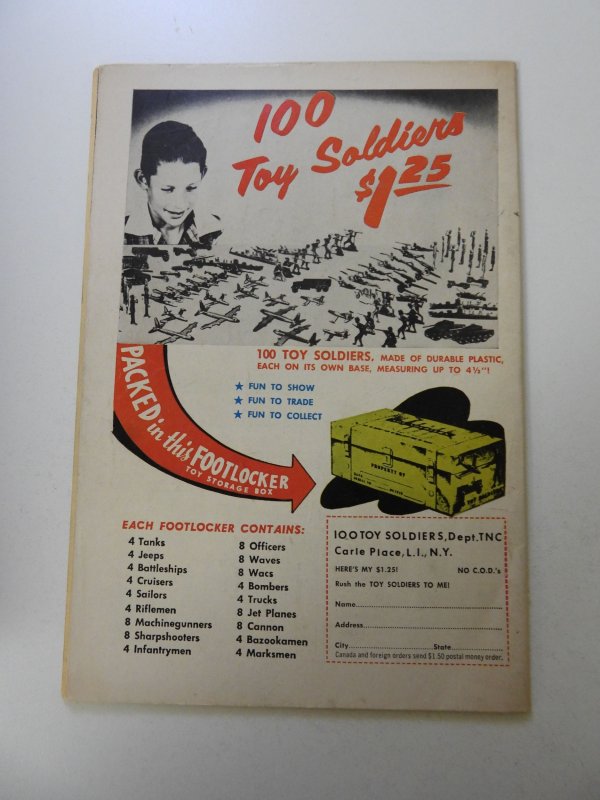 100
Toy Soldiers
$1.25
100 TOY SOLDIERS, MADE OF DURABLE PLASTIC,
EACH ON ITS OWN BASE, MEASURING UP TO 4½"!
★ FUN TO SHOW
★ FUN TO TRADE
★ FUN TO COLLECT
PACKED in this FOOTLOCKER
TOY STORAGE BOX
PROPERTY OF
EACH FOOTLOCKER CONTAINS:
4 Tanks
4 Jeeps
4 Battleships
4 Cruisers
4 Sailors
4 Riflemen
8 Machinegunners
8 Sharpshooters
4 Infantrymen
8 Officers
8 Waves
8 Wacs
4 Bombers
4 Trucks
8 Jet Planes
8 Cannon
4 Bazookamen
4 Marksmen
100 TOY SOLDIERS, Dept. TNC
Carle Place, L.I., N.Y.
HERE'S MY $1.25! NO C.O.D.'s
Rush the TOY SOLDIERS TO ME!
Name
Address
City State
Canada and foreign orders send $1.50 postal money order.